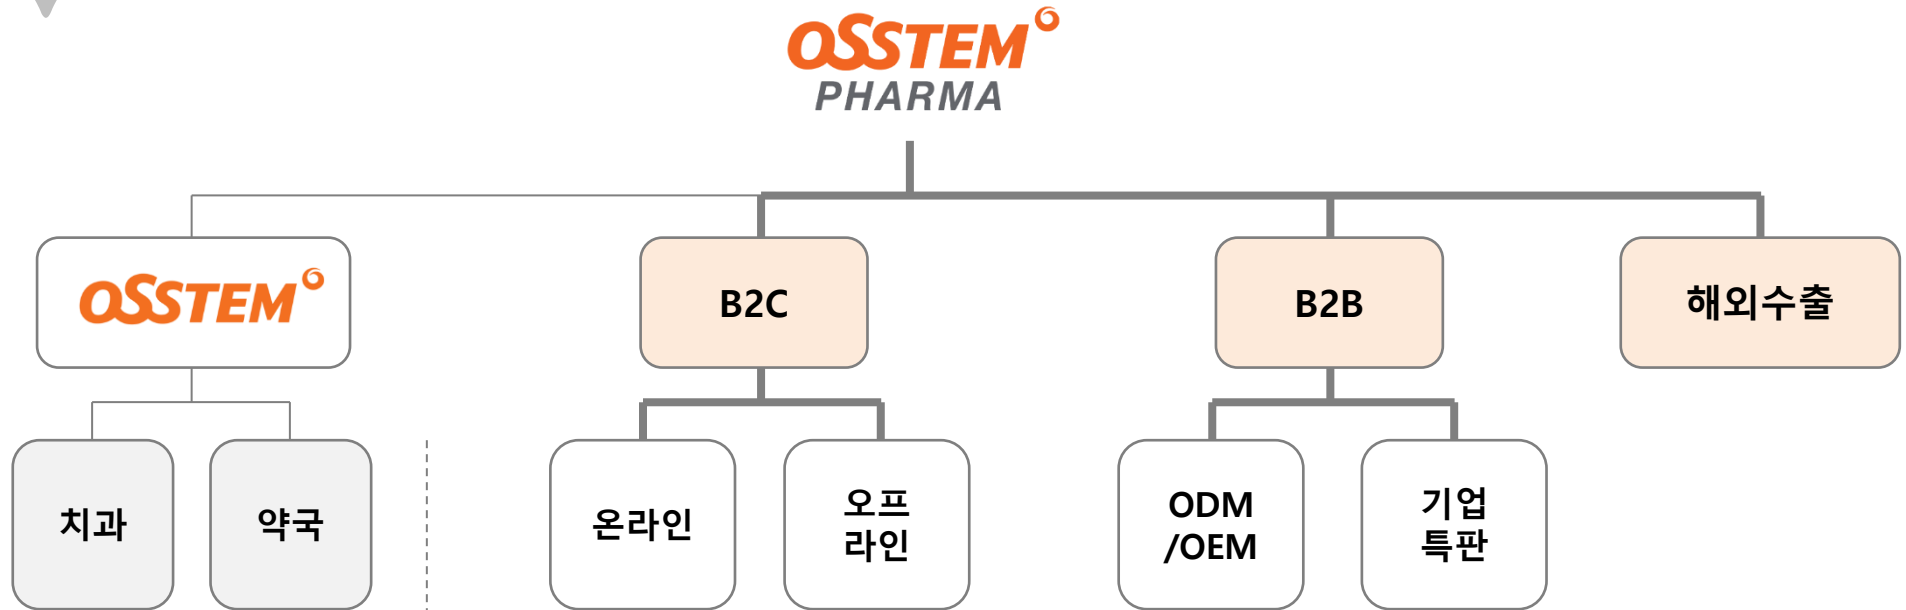 OSSTEM
PHARMA
OSSTEM
B2C
B2B
해외수출
치과
약국
온라인
오프
라인
ODM
/OEM
기업
특판